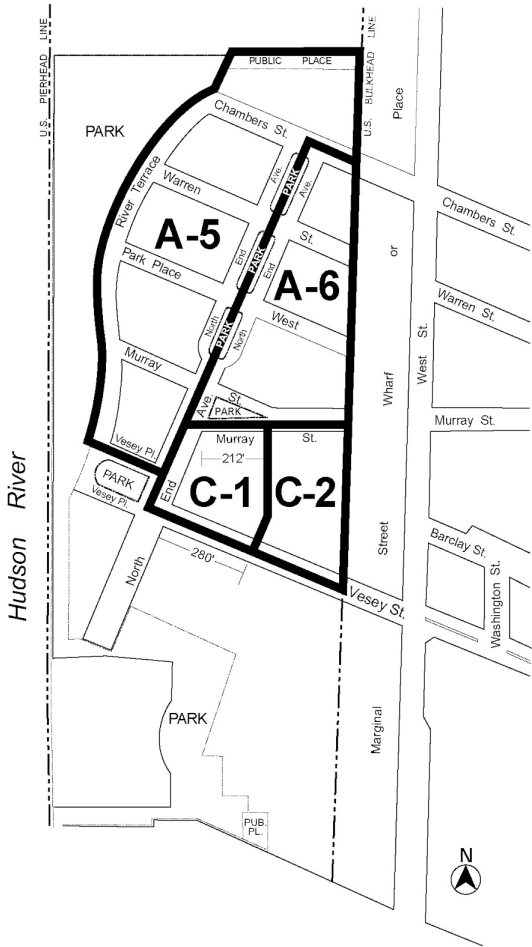 U.S. PIERHEAD LINE
U.S. BULKHEAD LINE
PUBLIC PLACE
Place
PARK
Chambers St.
River Terrace
Warren
Ave.
PARK
Ave.
Chambers St.
A-5
St.
or
Park Place
End
PARK
End
A-6
Warren St.
West
North
PARK
North
West St.
Murray
Wharf
Ave.
St.
PARK
Murray St.
Vesey Pl.
Murray St.
212'
PARK
Vesey Pl.
End
C-1
C-2
Hudson River
Street
Barclay St.
280'
North
Vesey St.
Washington St.
PARK
Marginal
PUB.
PL.
N